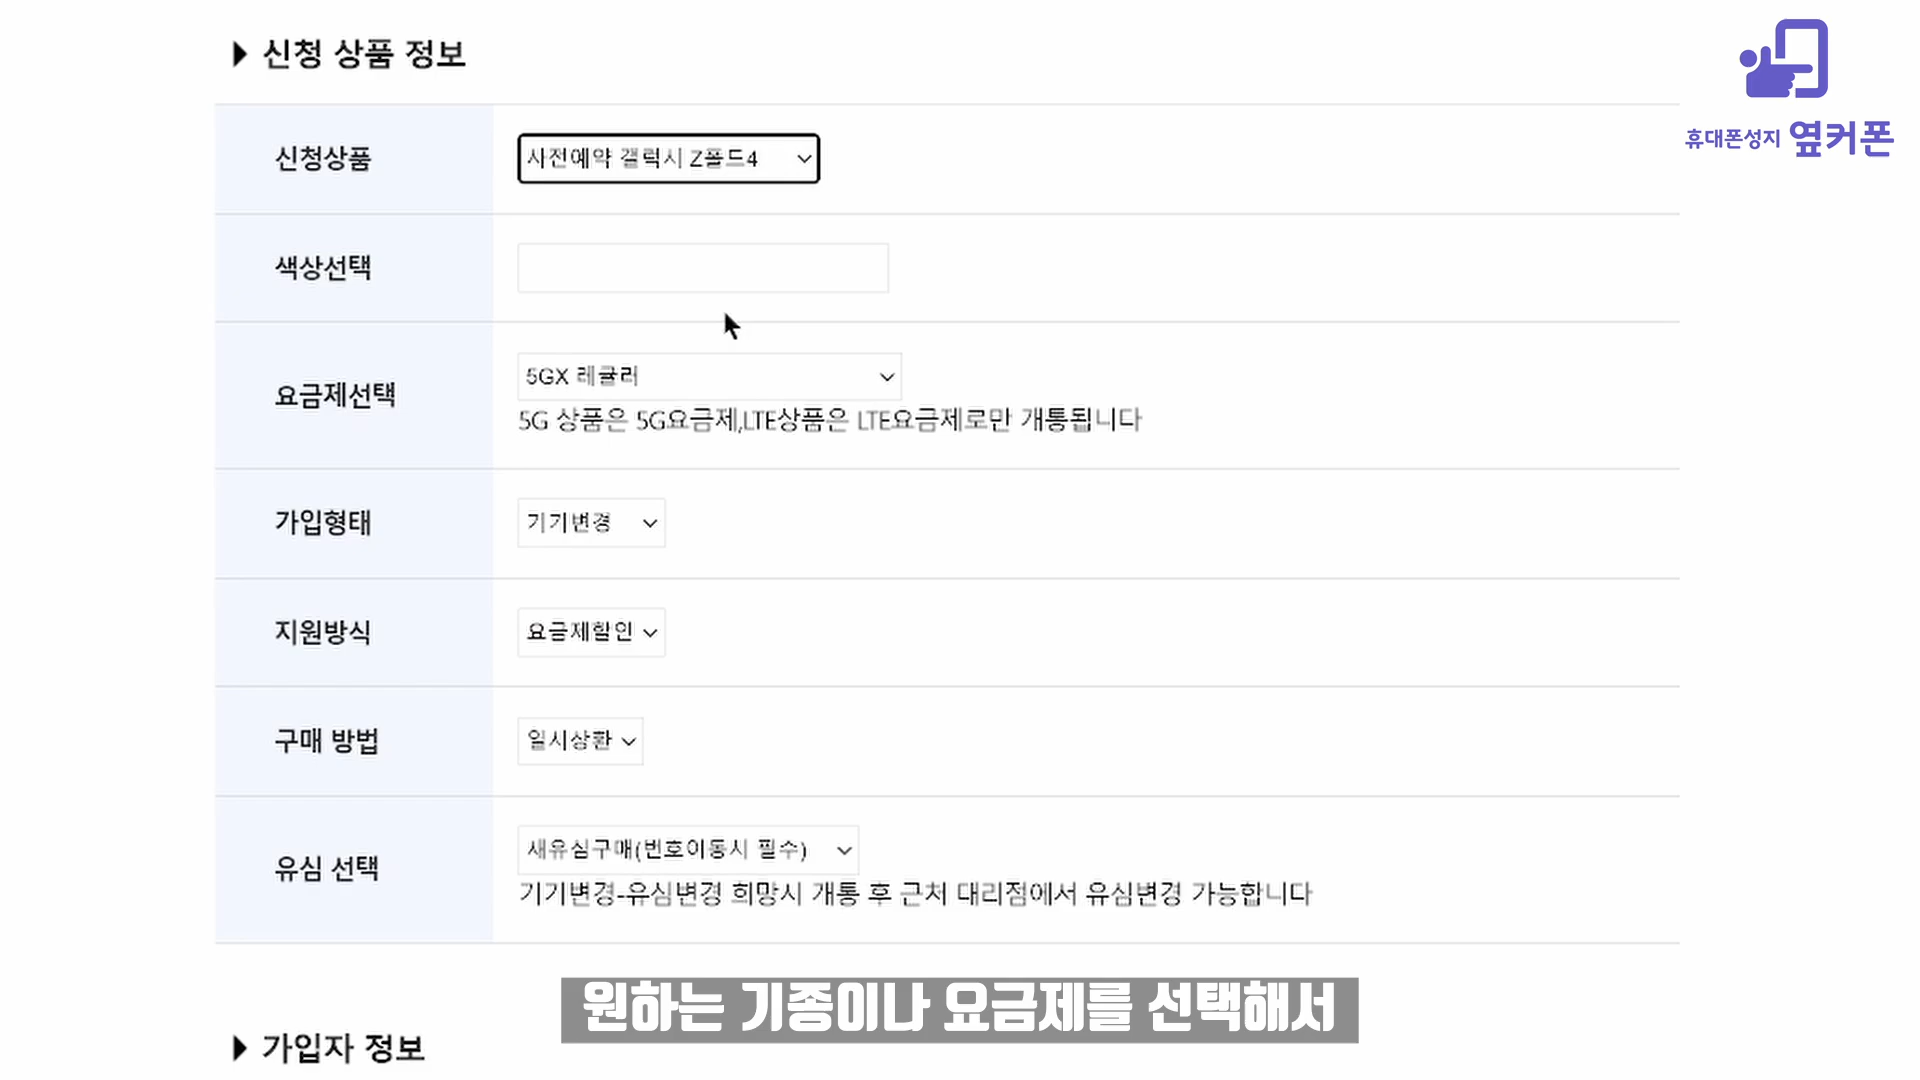 신청 상품 정보
휴대폰성지 옆커폰
신청상품
사전예약 갤럭시 Z폴드4
색상선택
요금제선택
5GX 레귤러
5G 상품은 5G요금제,LTE상품은 LTE요금제로만 개통됩니다
가입형태
기기변경
지원방식
요금제할인
구매 방법
일시상환
유심 선택
새유심구매(번호이동시 필수)
기기변경-유심변경 희망시 개통 후 근처 대리점에서 유심변경 가능합니다
원하는 기종이나 요금제를 선택해서
가입자 정보